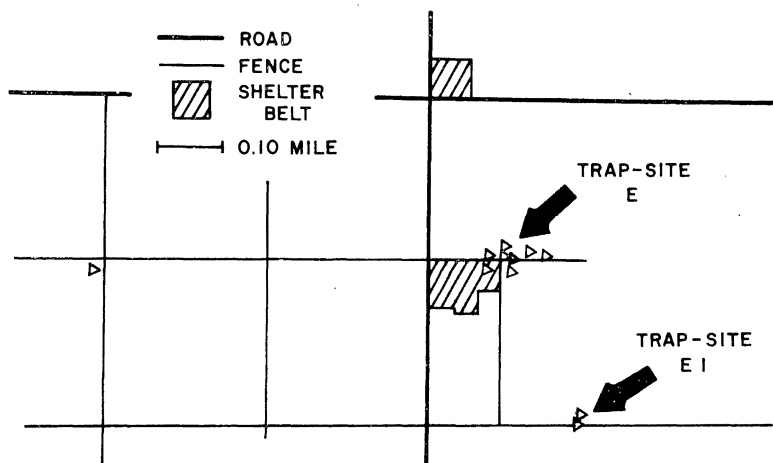 ROAD
FENCE
SHELTER
BELT
0.10 MILE
TRAP-SITE
E
TRAP-SITE
E I